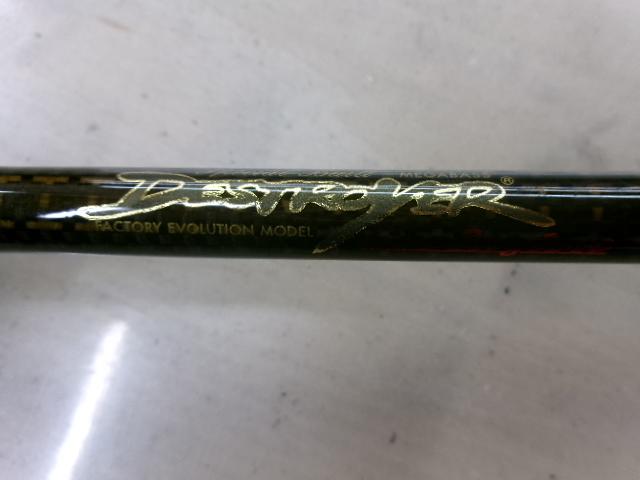 MEGABASS
DESTROYER®
FACTORY EVOLUTION MODEL